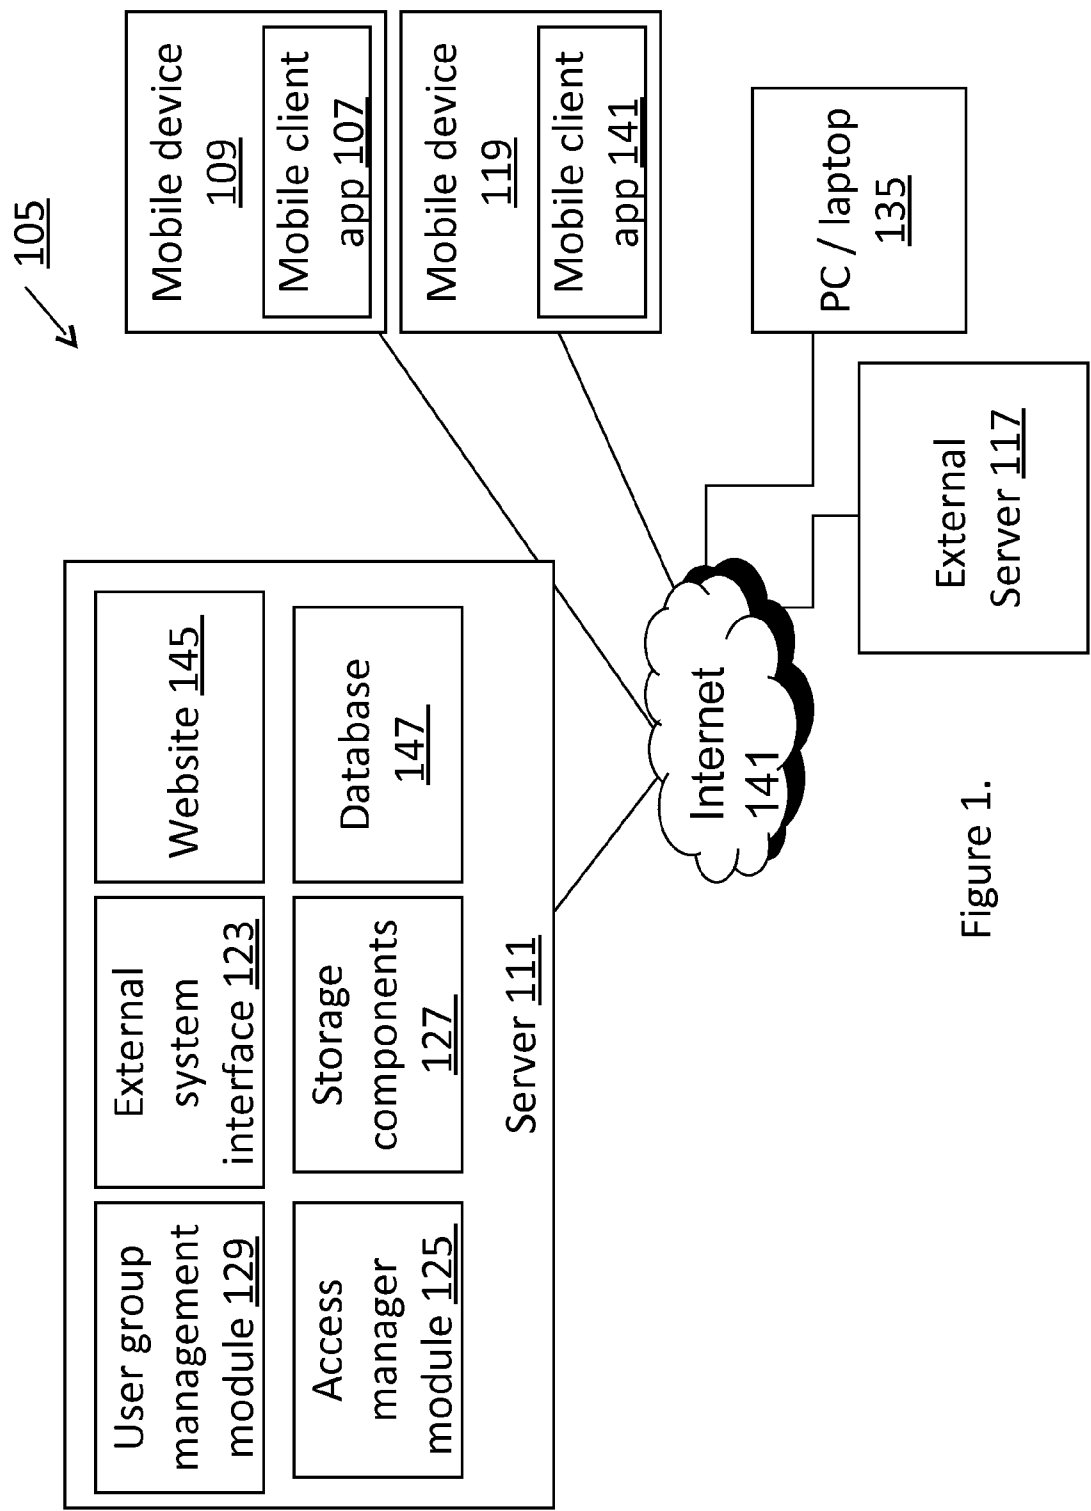 105
User group
management
module 129
External
system
interface 123
Website 145
Access
manager
module 125
Storage
components
127
Database
147
Server 111
Mobile device
109
Mobile client
app 107
Mobile device
119
Mobile client
app 141
Internet
141
PC / laptop
135
External
Server 117
Figure 1.